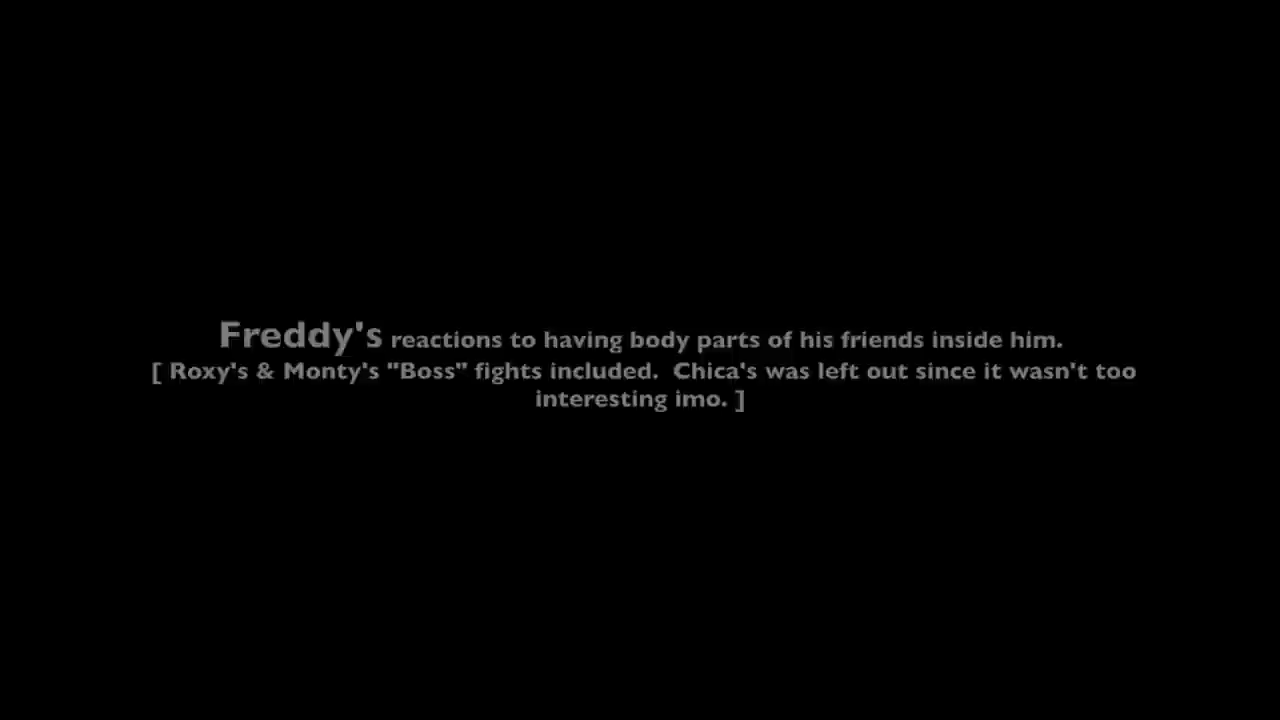 Freddy's reactions to having body parts of his friends inside him.
[ Roxy's & Monty's "Boss" fights included.  Chica's was left out since it wasn't too
interesting imo. ]